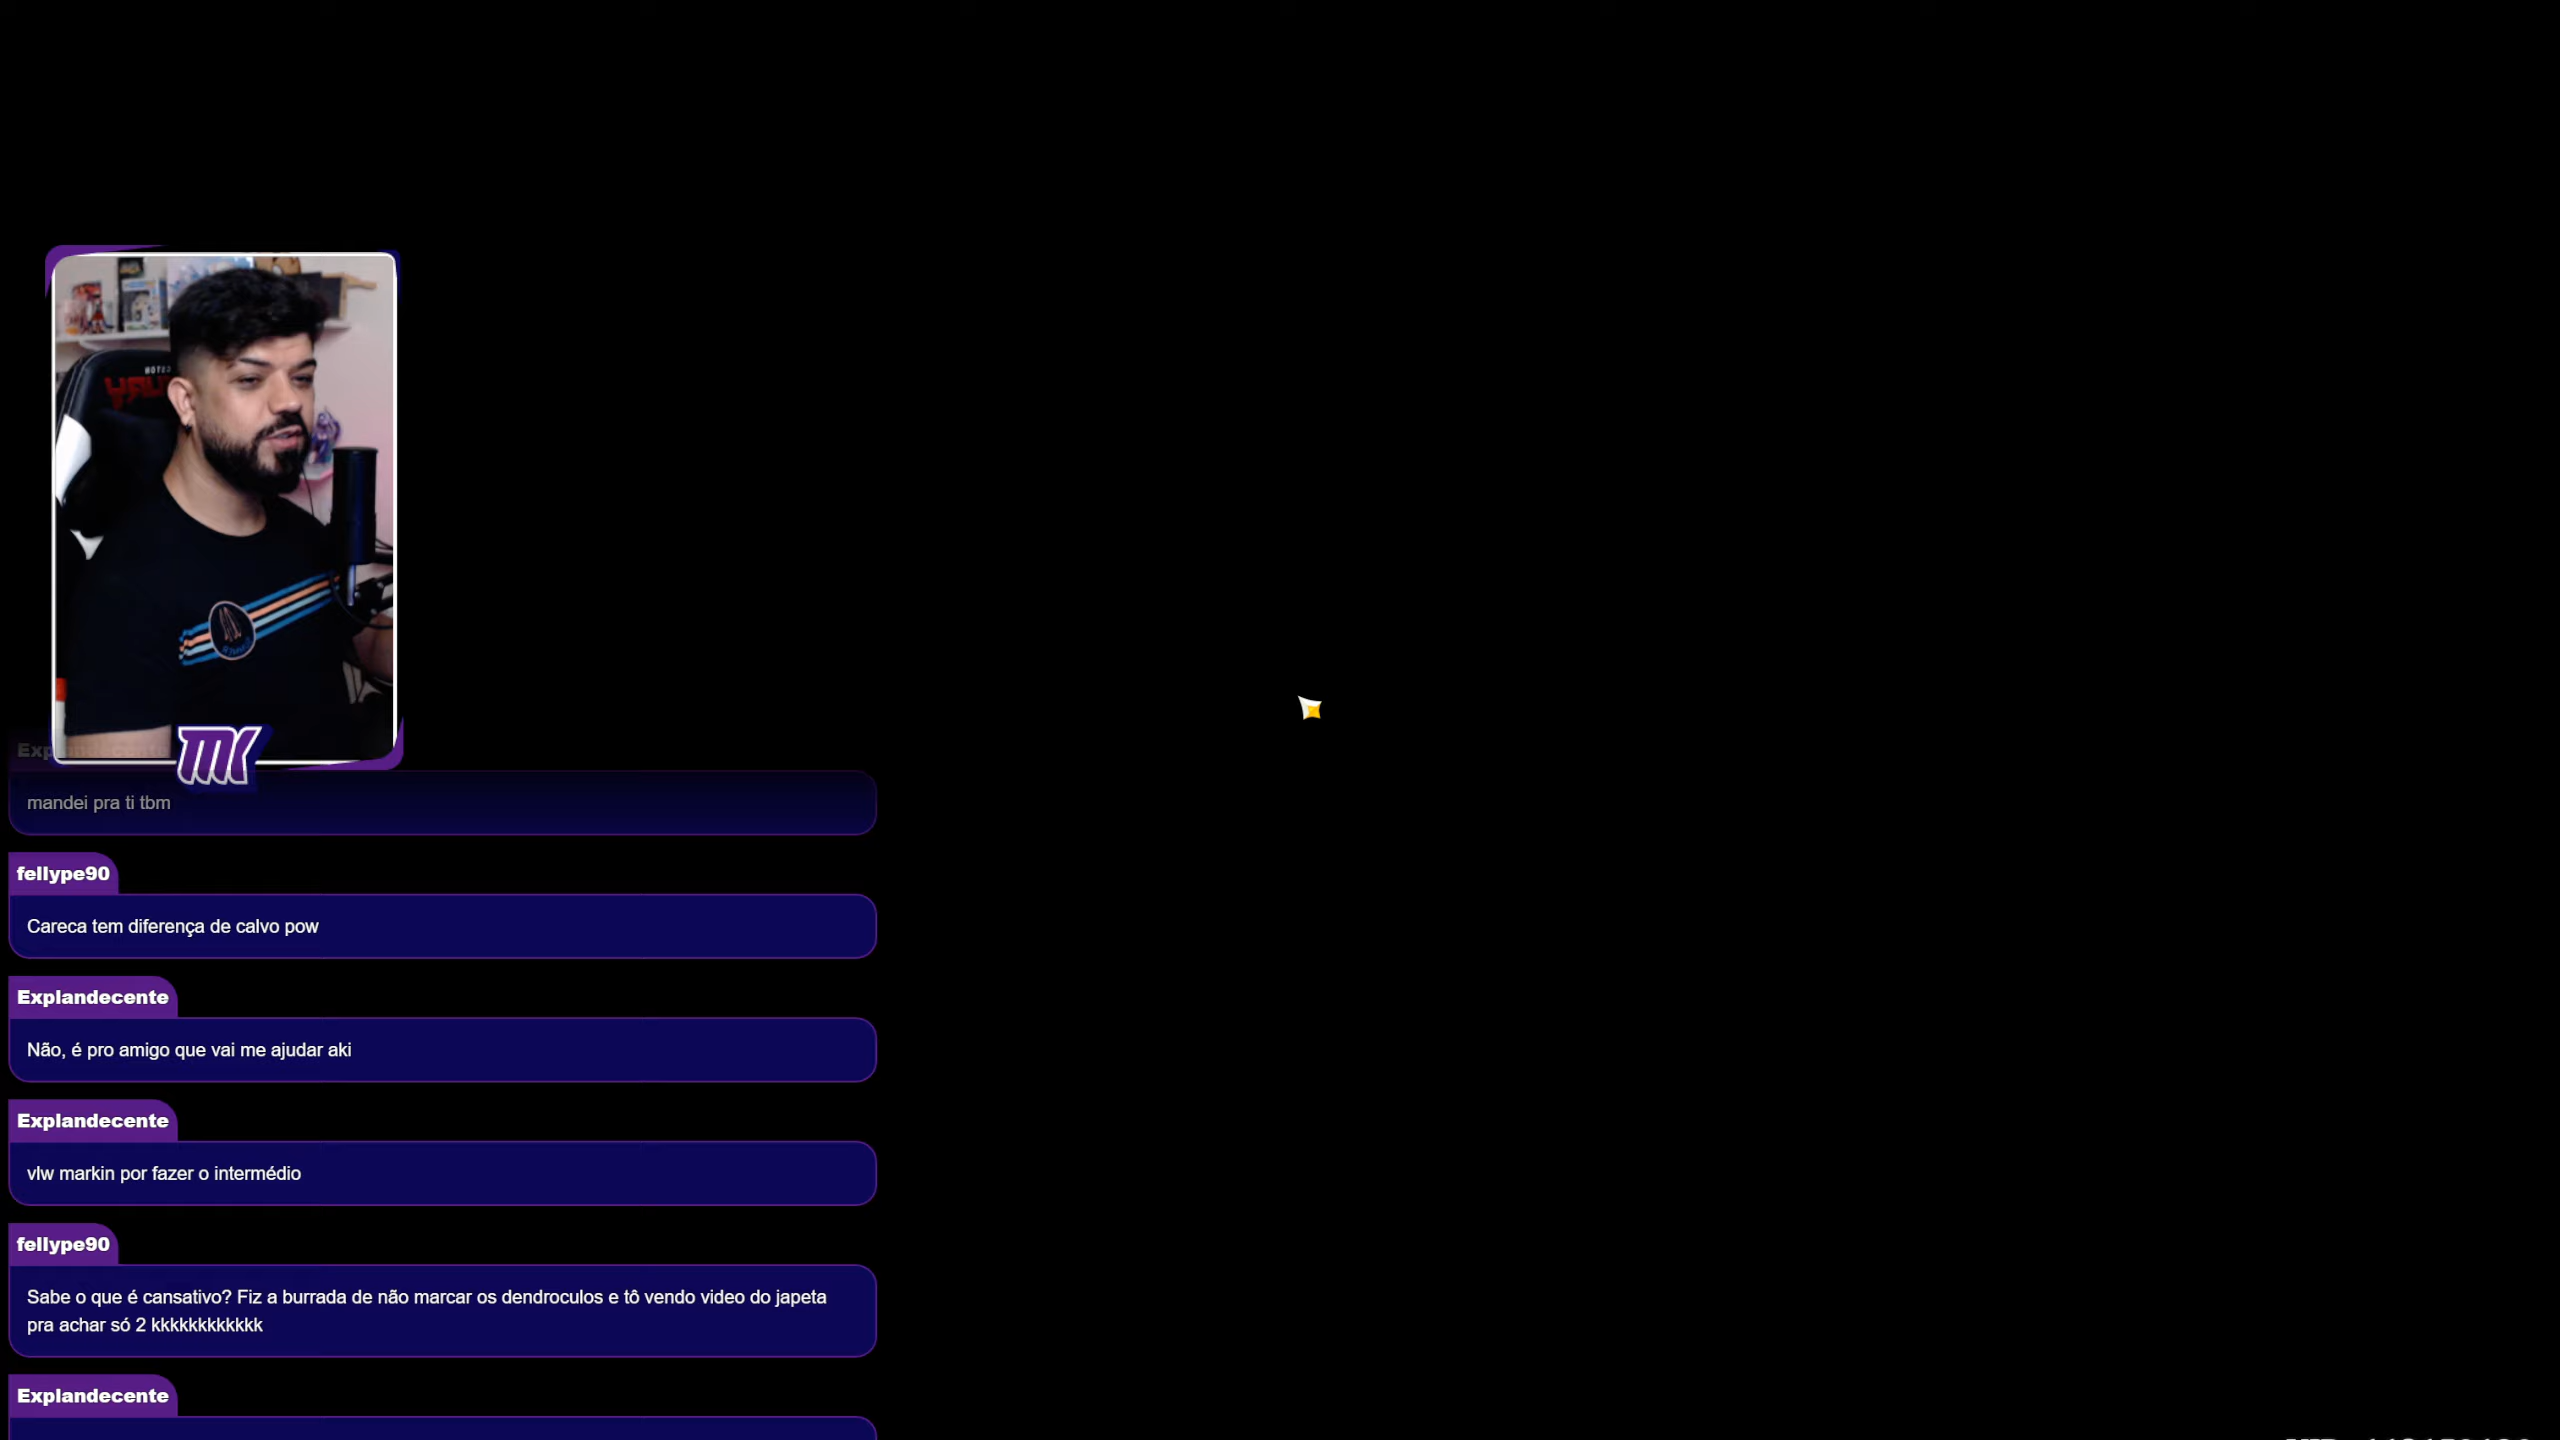 Explandecente
mandei pra ti tbm
fellype90
Careca tem diferença de calvo pow
Explandecente
Não, é pro amigo que vai me ajudar aki
Explandecente
vlw markin por fazer o intermédio
fellype90
Sabe o que é cansativo? Fiz a burrada de não marcar os dendroculos e tô vendo video do japeta
pra achar só 2 kkkkkkkkkkkk
Explandecente